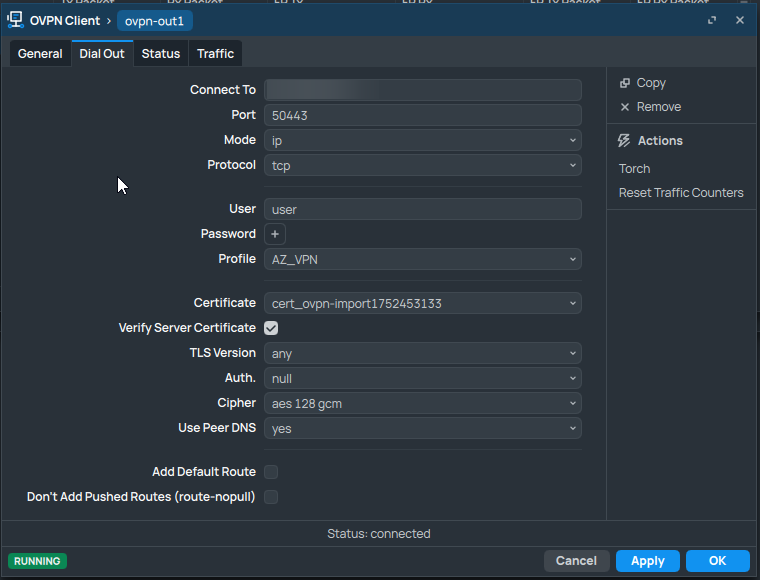 OVPN Client › ovpn-out1
General Dial Out Status Traffic
Connect To
Port 50443
Mode ip
Protocol tcp
User user
Password +
Profile AZ_VPN
Certificate cert_ovpn-import1752453133
Verify Server Certificate
TLS Version any
Auth. null
Cipher aes 128 gcm
Use Peer DNS yes
Add Default Route
Don't Add Pushed Routes (route-nopull)
Copy
Remove
Actions
Torch
Reset Traffic Counters
Status: connected
RUNNING
Cancel Apply OK